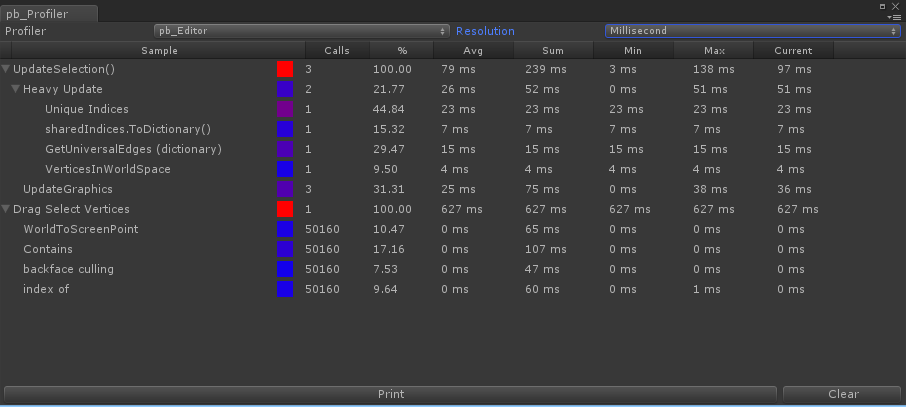 pb_Profiler
Profiler pb_Editor Resolution Millisecond
Sample Calls % Avg Sum Min Max Current
UpdateSelection() 3 100.00 79 ms 239 ms 3 ms 138 ms 97 ms
Heavy Update 2 21.77 26 ms 52 ms 0 ms 51 ms 51 ms
Unique Indices 1 44.84 23 ms 23 ms 23 ms 23 ms 23 ms
sharedIndices.ToDictionary() 1 15.32 7 ms 7 ms 7 ms 7 ms 7 ms
GetUniversalEdges (dictionary) 1 29.47 15 ms 15 ms 15 ms 15 ms 15 ms
VerticesInWorldSpace 1 9.50 4 ms 4 ms 4 ms 4 ms 4 ms
UpdateGraphics 3 31.31 25 ms 75 ms 0 ms 38 ms 36 ms
Drag Select Vertices 1 100.00 627 ms 627 ms 627 ms 627 ms 627 ms
WorldToScreenPoint 50160 10.47 0 ms 65 ms 0 ms 0 ms 0 ms
Contains 50160 17.16 0 ms 107 ms 0 ms 0 ms 0 ms
backface culling 50160 7.53 0 ms 47 ms 0 ms 0 ms 0 ms
index of 50160 9.64 0 ms 60 ms 0 ms 1 ms 0 ms
Print Clear